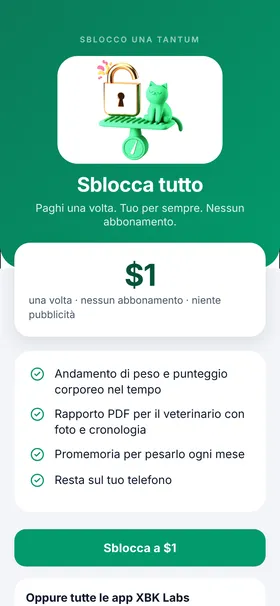 SBLOCCO UNA TANTUM
Sblocca tutto
Paghi una volta. Tuo per sempre. Nessun
abbonamento.
$1
una volta · nessun abbonamento · niente
pubblicità
Andamento di peso e punteggio
corporeo nel tempo
Rapporto PDF per il veterinario con
foto e cronologia
Promemoria per pesarlo ogni mese
Resta sul tuo telefono
Sblocca a $1
Oppure tutte le app XBK Labs